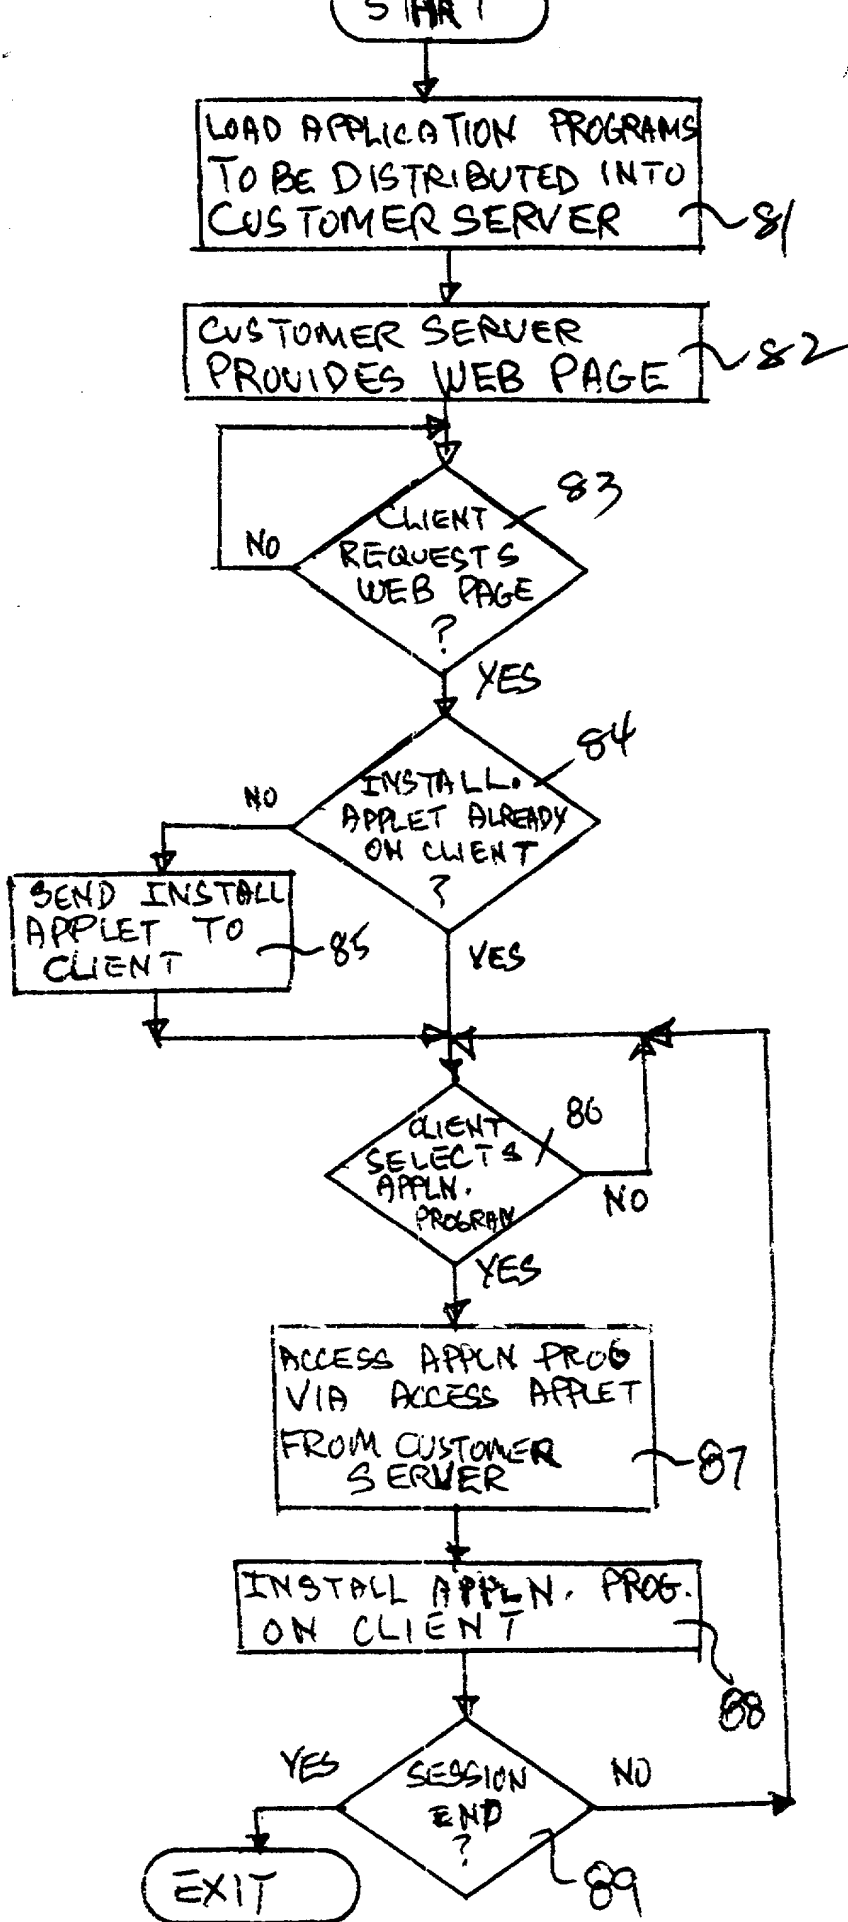 START
LOAD APPLICATION PROGRAMS
TO BE DISTRIBUTED INTO
CUSTOMER SERVER
81
CUSTOMER SERVER
PROVIDES WEB PAGE
82
83
CLIENT
REQUESTS
WEB PAGE
?
NO
YES
84
INSTALL.
APPLET ALREADY
ON CLIENT
?
NO
YES
SEND INSTALL
APPLET TO
CLIENT
85
86
CLIENT
SELECTS
APPLN.
PROGRAM
NO
YES
ACCESS APPLN PROG
VIA ACCESS APPLET
FROM CUSTOMER
SERVER
87
INSTALL APPLN. PROG.
ON CLIENT
88
YES
SESSION
END
?
NO
89
EXIT